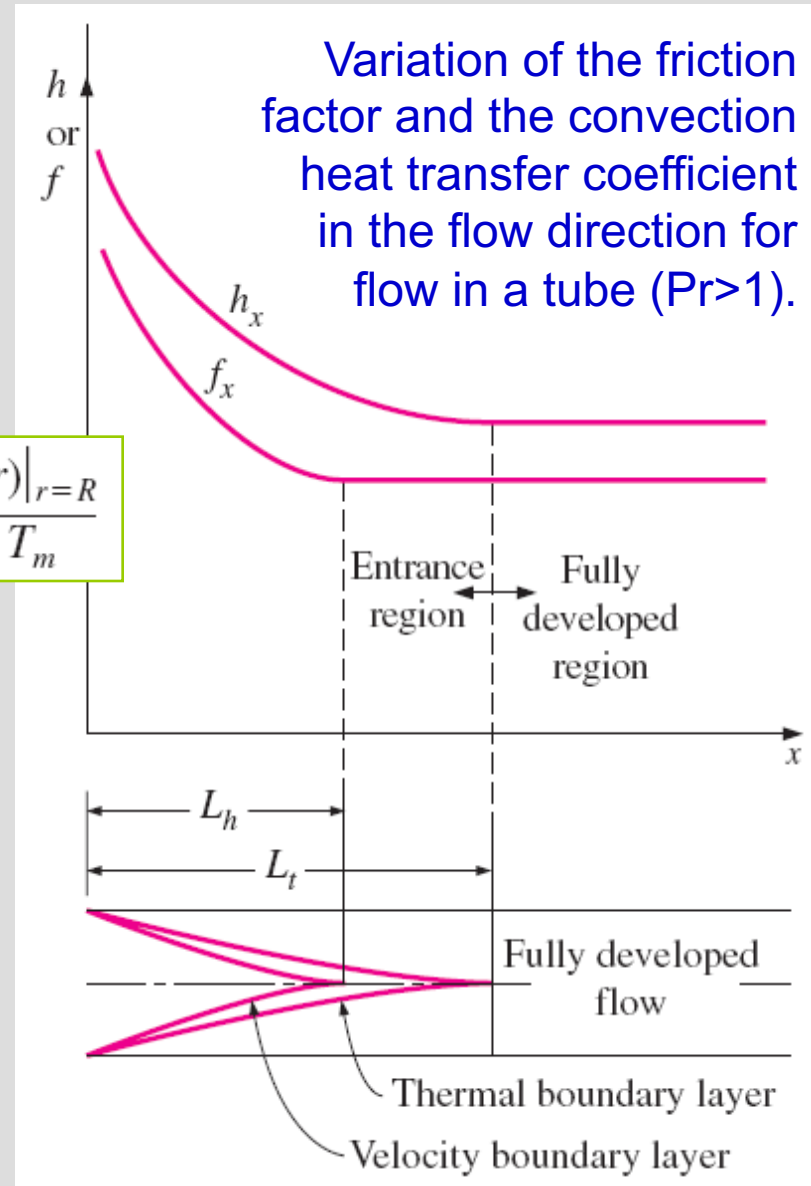 Variation of the friction
factor and the convection
heat transfer coefficient
in the flow direction for
flow in a tube (Pr>1).
h
or
f
h_x
f_x
)|_{r=R}
T_m
Entrance
region
Fully
developed
region
x
L_h
L_t
Fully developed
flow
Thermal boundary layer
Velocity boundary layer